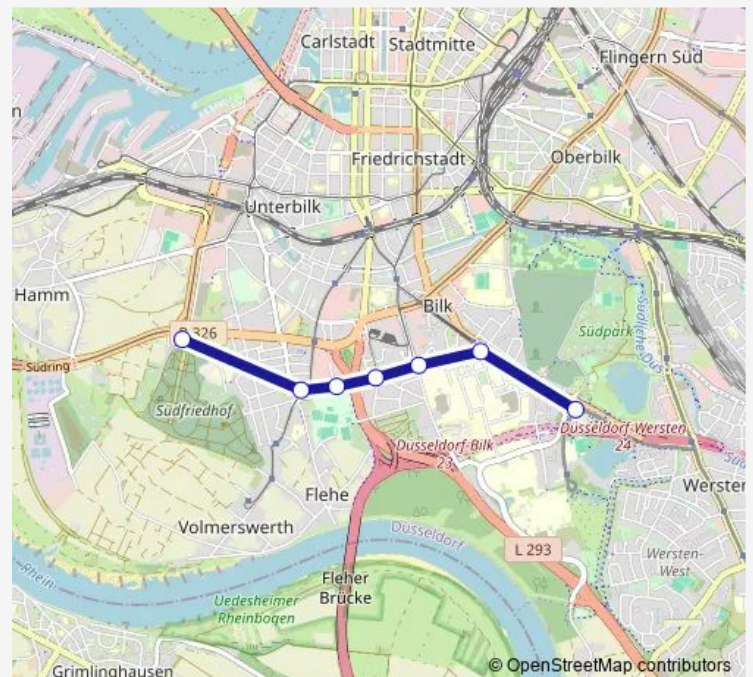 Carlstadt
Stadtmitte
Flingern Süd
Friedrichstadt
Oberbilk
Unterbilk
Hamm
Bilk
326
Südpark
Südring
Südfriedhof
Düsseldorf-Wersten
24
Düsseldorf-Bilk
23
Flehe
Volmerswerth
Düsseldorf
L 293
Wersten-
West
Rhein
Fleher
Brücke
Uedesheimer
Rheinbogen
Grimlinghausen
© OpenStreetMap contributors